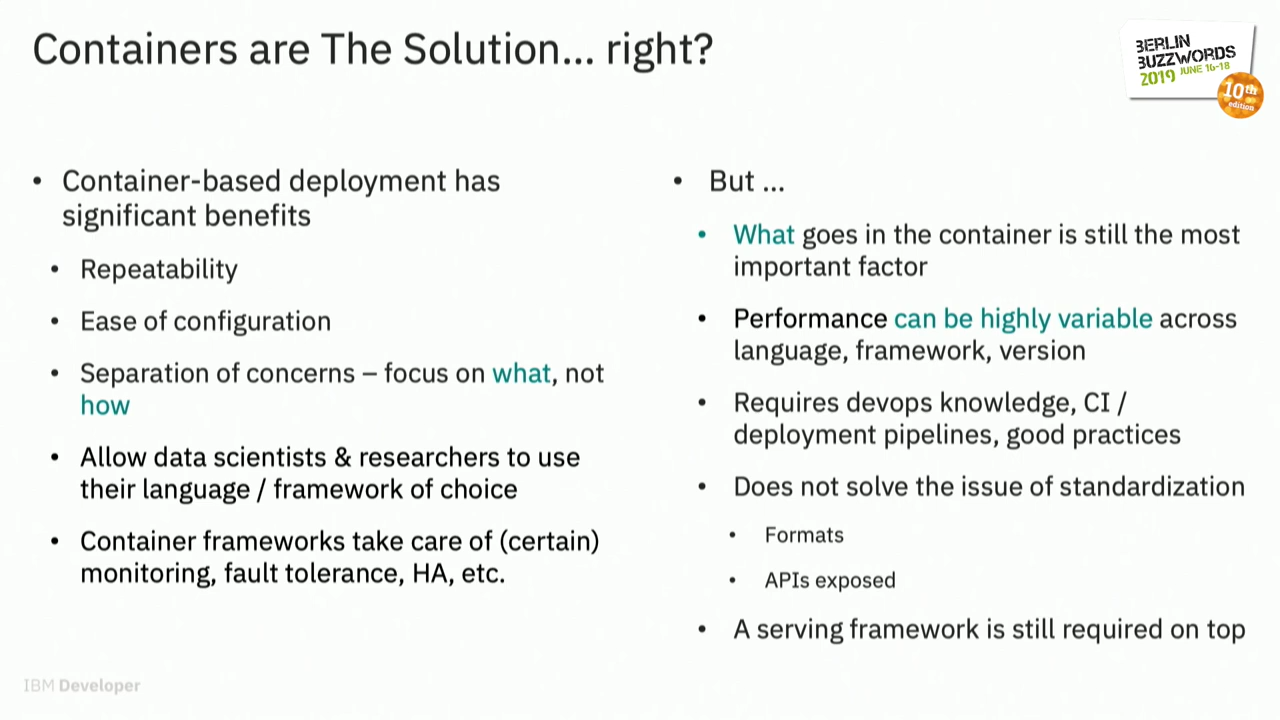 Containers are The Solution... right?
BERLIN
BUZZWORDS
2019 JUNE 16-18
10th
edition
• Container-based deployment has
significant benefits
• Repeatability
• Ease of configuration
• Separation of concerns – focus on what, not
how
• Allow data scientists & researchers to use
their language / framework of choice
• Container frameworks take care of (certain)
monitoring, fault tolerance, HA, etc.
• But ...
• What goes in the container is still the most
important factor
• Performance can be highly variable across
language, framework, version
• Requires devops knowledge, CI /
deployment pipelines, good practices
• Does not solve the issue of standardization
• Formats
• APIs exposed
• A serving framework is still required on top
IBM Developer